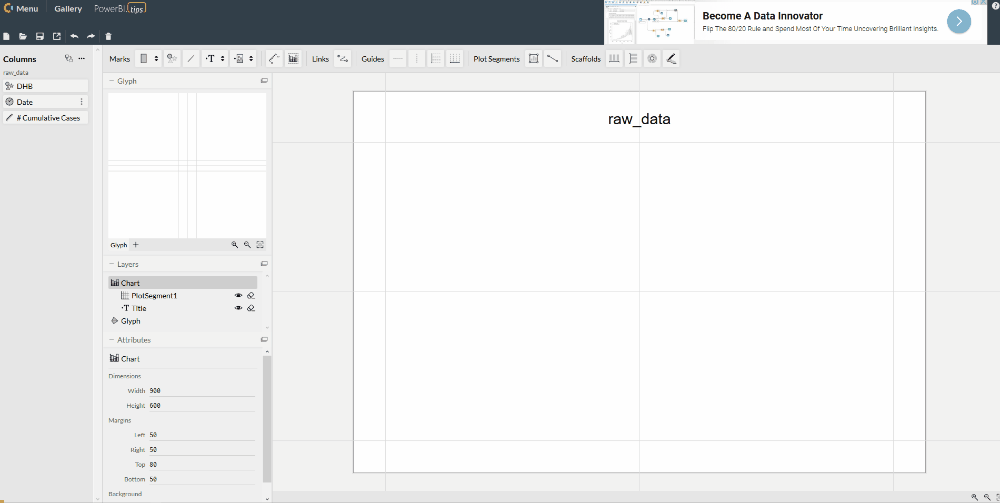 Menu Gallery PowerBI.tips
Become A Data Innovator
Flip The 80/20 Rule and Spend Most Of Your Time Uncovering Brilliant Insights.
Columns
raw_data
DHB
Date
# Cumulative Cases
Marks Links Guides Plot Segments Scaffolds
Glyph
Glyph +
Layers
Chart
PlotSegment1
Title
Glyph
Attributes
Chart
Dimensions
Width 900
Height 600
Margins
Left 50
Right 50
Top 80
Bottom 50
Background
raw_data